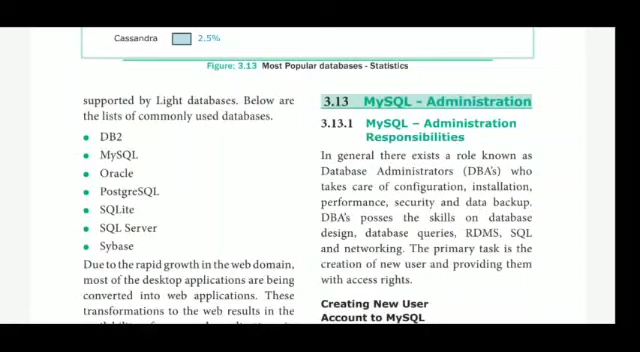 Cassandra 2.5%
Figure: 3.13 Most Popular databases - Statistics
supported by Light databases. Below are
the lists of commonly used databases.
• DB2
• MySQL
• Oracle
• PostgreSQL
• SQLite
• SQL Server
• Sybase
Due to the rapid growth in the web domain,
most of the desktop applications are being
converted into web applications. These
transformations to the web results in the
3.13 MySQL - Administration
3.13.1 MySQL – Administration
Responsibilities
In general there exists a role known as
Database Administrators (DBA's) who
takes care of configuration, installation,
performance, security and data backup.
DBA's posses the skills on database
design, database queries, RDMS, SQL
and networking. The primary task is the
creation of new user and providing them
with access rights.
Creating New User
Account to MySQL